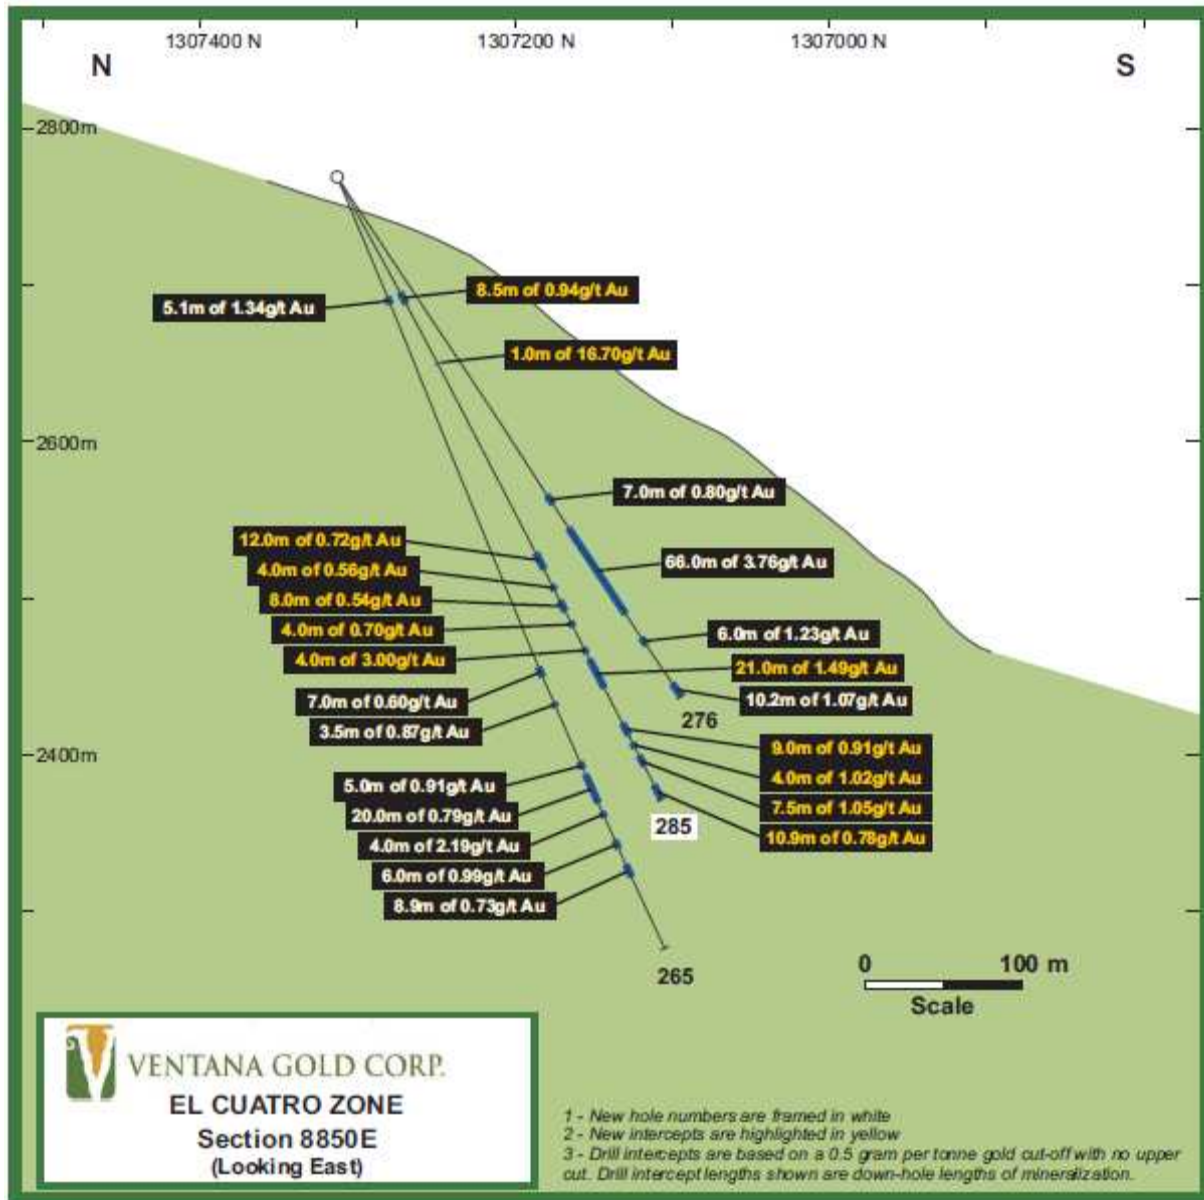 1307400 N
1307200 N
1307000 N
N
S
2800m
8.5m of 0.94g/t Au
5.1m of 1.34g/t Au
1.0m of 16.70g/t Au
2600m
7.0m of 0.80g/t Au
12.0m of 0.72g/t Au
66.0m of 3.76g/t Au
4.0m of 0.56g/t Au
8.0m of 0.54g/t Au
4.0m of 0.70g/t Au
6.0m of 1.23g/t Au
4.0m of 3.00g/t Au
21.0m of 1.49g/t Au
7.0m of 0.60g/t Au
10.2m of 1.07g/t Au
276
3.5m of 0.87g/t Au
9.0m of 0.91g/t Au
2400m
4.0m of 1.02g/t Au
5.0m of 0.91g/t Au
7.5m of 1.05g/t Au
20.0m of 0.79g/t Au
285
10.9m of 0.78g/t Au
4.0m of 2.19g/t Au
6.0m of 0.99g/t Au
8.9m of 0.73g/t Au
265
0
100 m
Scale
VENTANA GOLD CORP.
EL CUATRO ZONE
Section 8850E
(Looking East)
1 - New hole numbers are framed in white
2 - New intercepts are highlighted in yellow
3 - Drill intercepts are based on a 0.5 gram per tonne gold cut-off with no upper
cut. Drill intercept lengths shown are down-hole lengths of mineralization.